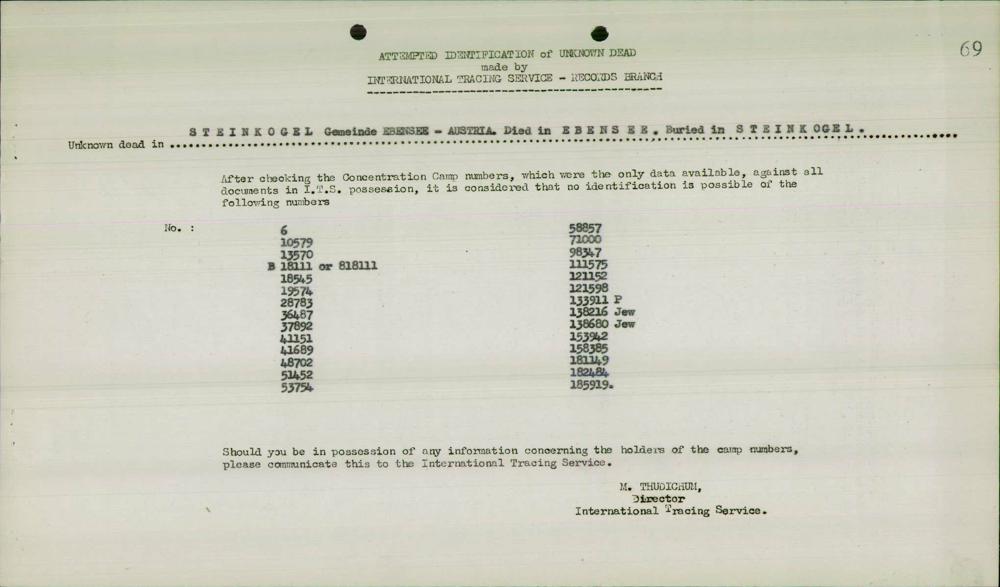 69
ATTEMPTED IDENTIFICATION of UNKNOWN DEAD
made by
INTERNATIONAL TRACING SERVICE - RECORDS BRANCH
Unknown dead in S T E I N K O G E L Gemeinde EBENSEE - AUSTRIA. Died in E B E N S E E . Buried in S T E I N K O G E L .
After checking the Concentration Camp numbers, which were the only data available, against all
documents in I.T.S. possession, it is considered that no identification is possible of the
following numbers
No. :
6
10579
13570
B 18111 or 818111
18545
19574
28783
36487
37892
41151
41689
48702
51452
53754
58857
71000
98347
111575
121152
121598
133911 P
138216 Jew
138680 Jew
153942
158385
181149
182484
185919.
Should you be in possession of any information concerning the holders of the camp numbers,
please communicate this to the International Tracing Service.
M. THUDICHUM,
Director
International Tracing Service.